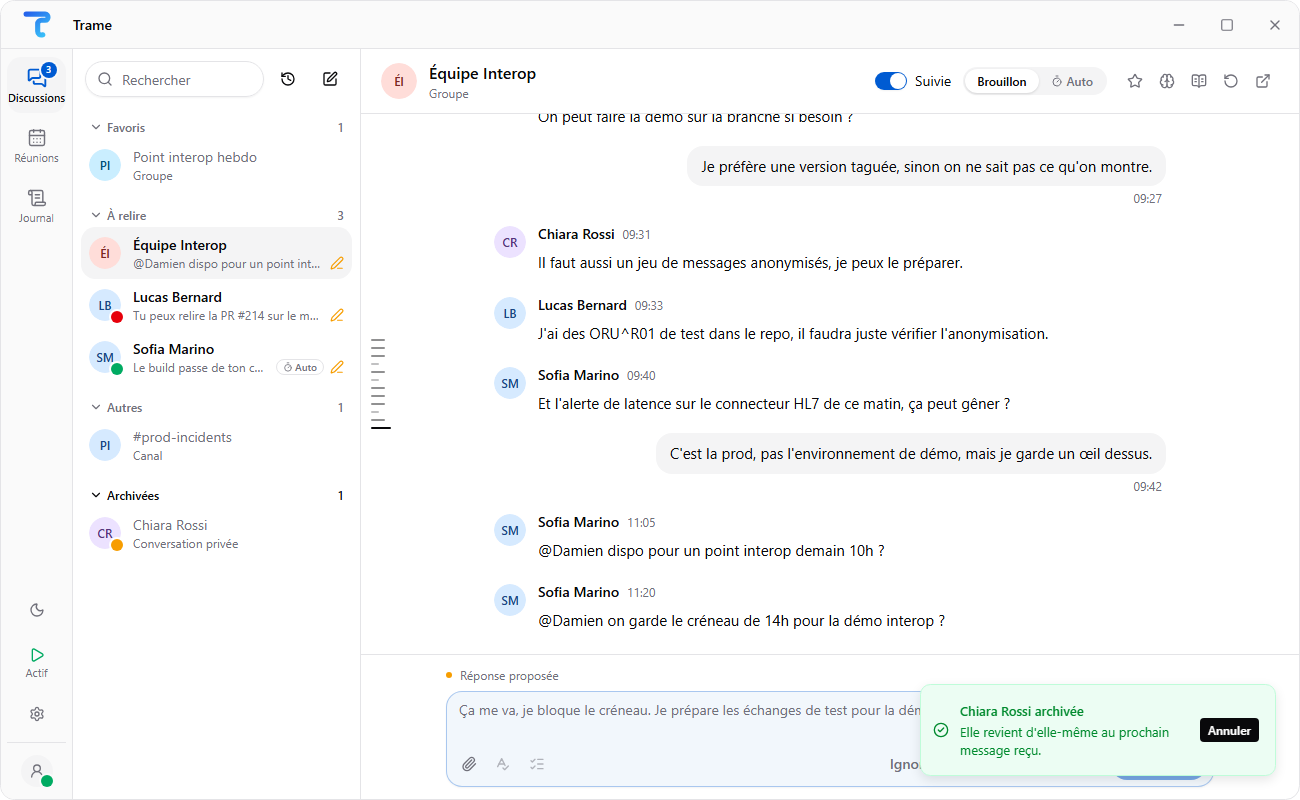 Trame
3
Discussions
Réunions
Journal
Actif
Rechercher
Favoris 1
PI
Point interop hebdo
Groupe
À relire 3
ÉI
Équipe Interop
@Damien dispo pour un point int...
LB
Lucas Bernard
Tu peux relire la PR #214 sur le m...
SM
Sofia Marino
Le build passe de ton c... Auto
Autres 1
PI
#prod-incidents
Canal
Archivées 1
CR
Chiara Rossi
Conversation privée
ÉI
Équipe Interop
Groupe
Suivie
Brouillon
Auto
On peut faire la démo sur la branche si besoin ?
Je préfère une version taguée, sinon on ne sait pas ce qu'on montre.
09:27
CR
Chiara Rossi 09:31
Il faut aussi un jeu de messages anonymisés, je peux le préparer.
LB
Lucas Bernard 09:33
J'ai des ORU^R01 de test dans le repo, il faudra juste vérifier l'anonymisation.
SM
Sofia Marino 09:40
Et l'alerte de latence sur le connecteur HL7 de ce matin, ça peut gêner ?
C'est la prod, pas l'environnement de démo, mais je garde un œil dessus.
09:42
SM
Sofia Marino 11:05
@Damien dispo pour un point interop demain 10h ?
SM
Sofia Marino 11:20
@Damien on garde le créneau de 14h pour la démo interop ?
Réponse proposée
Ça me va, je bloque le créneau. Je prépare les échanges de test pour la
Chiara Rossi archivée
Elle revient d'elle-même au prochain
message reçu.
Annuler